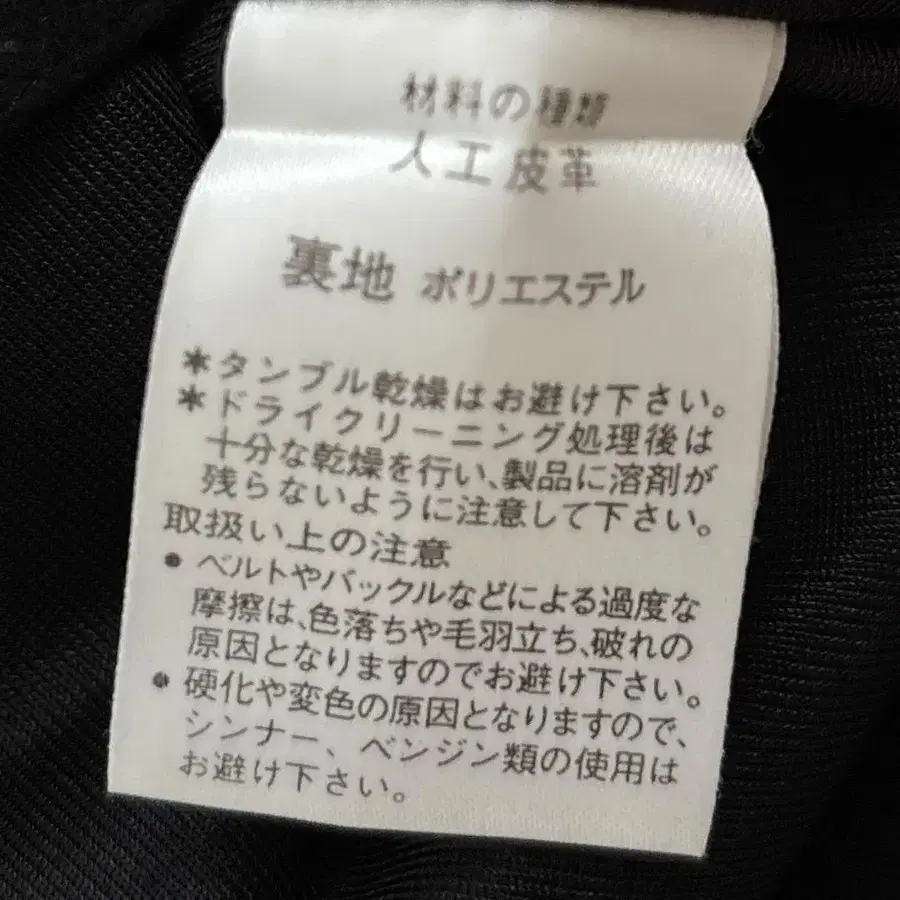 材料の種類
人工皮革
裏地 ポリエステル
＊タンブル乾燥はお避け下さい。
＊ドライクリーニング処理後は
十分な乾燥を行い、製品に溶剤が
残らないように注意して下さい。
取扱い上の注意
● ベルトやバックルなどによる過度な
摩擦は、色落ちや毛羽立ち、破れの
原因となりますのでお避け下さい。
● 硬化や変色の原因となりますので、
シンナー、ベンジン類の使用は
お避け下さい。